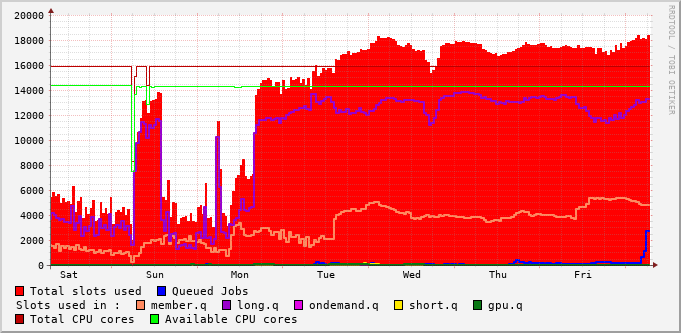 20000
18000
16000
14000
12000
10000
8000
6000
4000
2000
0
Sat Sun Mon Tue Wed Thu Fri
RRDTOOL / TOBI OETIKER
Total slots used Queued Jobs
Slots used in : member.q long.q ondemand.q short.q gpu.q
Total CPU cores Available CPU cores